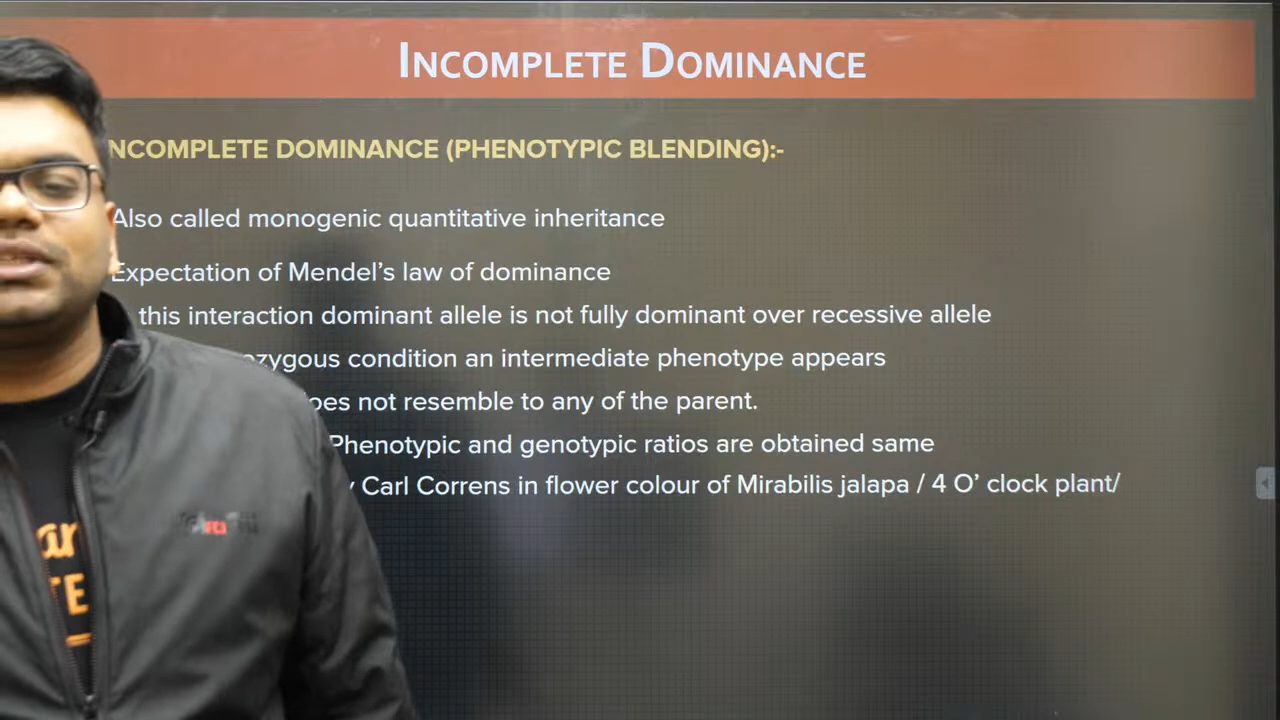 INCOMPLETE DOMINANCE
NCOMPLETE DOMINANCE (PHENOTYPIC BLENDING):-
Also called monogenic quantitative inheritance
Expectation of Mendel's law of dominance
this interaction dominant allele is not fully dominant over recessive allele
ozygous condition an intermediate phenotype appears
oes not resemble to any of the parent.
Phenotypic and genotypic ratios are obtained same
y Carl Correns in flower colour of Mirabilis jalapa / 4 O' clock plant/
ar
TE